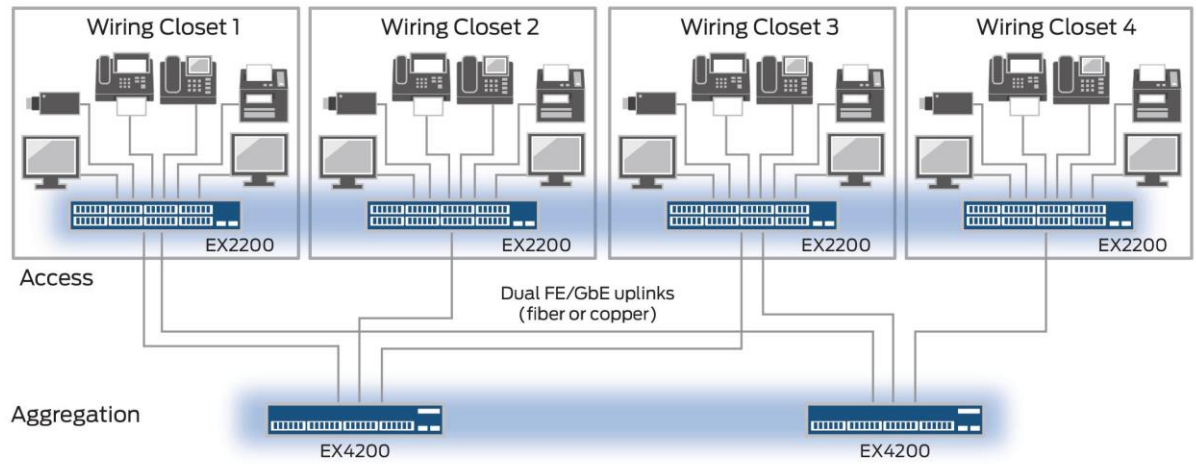 Wiring Closet 1
Wiring Closet 2
Wiring Closet 3
Wiring Closet 4
EX2200
EX2200
EX2200
EX2200
Access
Dual FE/GbE uplinks
(fiber or copper)
Aggregation
EX4200
EX4200